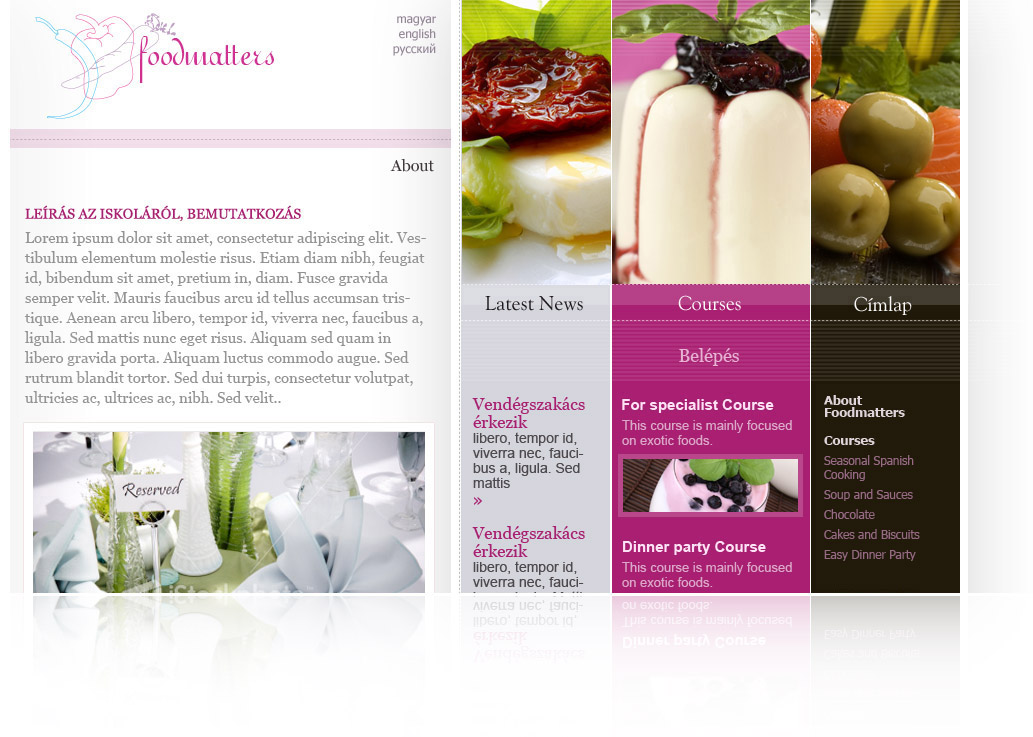 foodmatters
magyar
english
русский
About
LEÍRÁS AZ ISKOLÁRÓL, BEMUTATKOZÁS
Lorem ipsum dolor sit amet, consectetur adipiscing elit. Ves-
tibulum elementum molestie risus. Etiam diam nibh, feugiat
id, bibendum sit amet, pretium in, diam. Fusce gravida
semper velit. Mauris faucibus arcu id tellus accumsan tris-
tique. Aenean arcu libero, tempor id, viverra nec, faucibus a,
ligula. Sed mattis nunc eget risus. Aliquam sed quam in
libero gravida porta. Aliquam luctus commodo augue. Sed
rutrum blandit tortor. Sed dui turpis, consectetur volutpat,
ultricies ac, ultrices ac, nibh. Sed velit..
Reserved
Latest News
Vendégszakács
érkezik
libero, tempor id,
viverra nec, fauci-
bus a, ligula. Sed
mattis
»
Vendégszakács
érkezik
libero, tempor id,
viverra nec, fauci-
Courses
Belépés
For specialist Course
This course is mainly focused
on exotic foods.
Dinner party Course
This course is mainly focused
on exotic foods.
Címlap
About
Foodmatters
Courses
Seasonal Spanish
Cooking
Soup and Sauces
Chocolate
Cakes and Biscuits
Easy Dinner Party